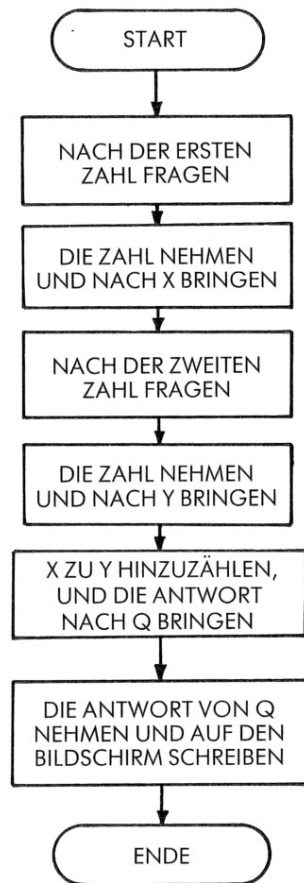 START
NACH DER ERSTEN
ZAHL FRAGEN
DIE ZAHL NEHMEN
UND NACH X BRINGEN
NACH DER ZWEITEN
ZAHL FRAGEN
DIE ZAHL NEHMEN
UND NACH Y BRINGEN
X ZU Y HINZUZÄHLEN,
UND DIE ANTWORT
NACH Q BRINGEN
DIE ANTWORT VON Q
NEHMEN UND AUF DEN
BILDSCHIRM SCHREIBEN
ENDE